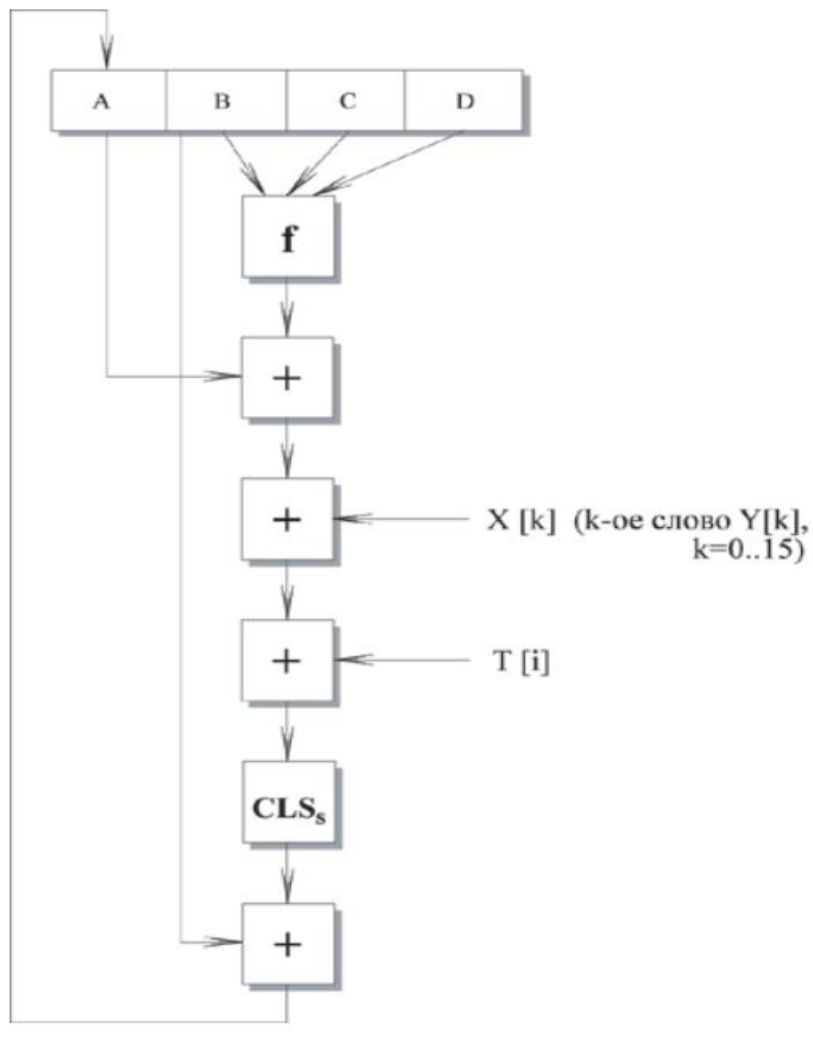 A B C D
f
+
+
X [k] (k-ое слово Y[k],
k=0..15)
+
T [i]
CLSs
+